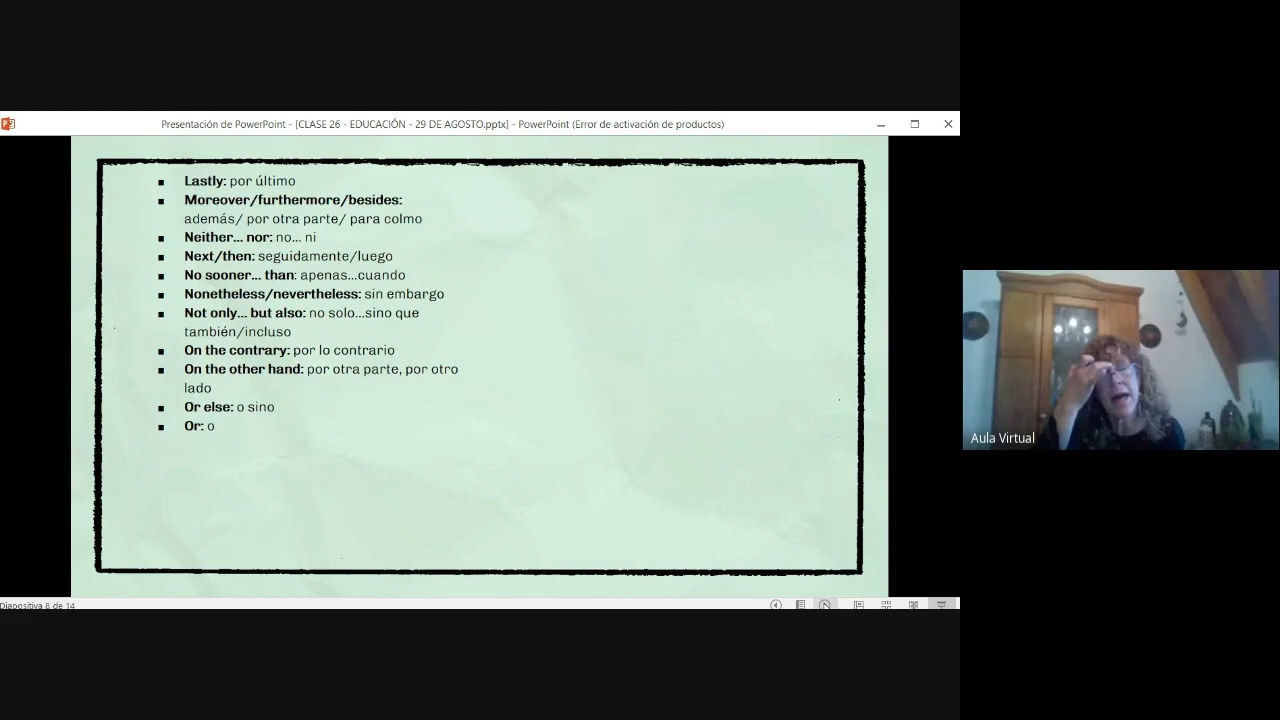 Presentación de PowerPoint - [CLASE 26 - EDUCACIÓN - 29 DE AGOSTO.pptx] - PowerPoint (Error de activación de productos)
▪ Lastly: por último
▪ Moreover/furthermore/besides:
además/ por otra parte/ para colmo
▪ Neither... nor: no... ni
▪ Next/then: seguidamente/luego
▪ No sooner... than: apenas...cuando
▪ Nonetheless/nevertheless: sin embargo
▪ Not only... but also: no solo...sino que
también/incluso
▪ On the contrary: por lo contrario
▪ On the other hand: por otra parte, por otro
lado
▪ Or else: o sino
▪ Or: o
Diapositiva 8 de 14
Aula Virtual